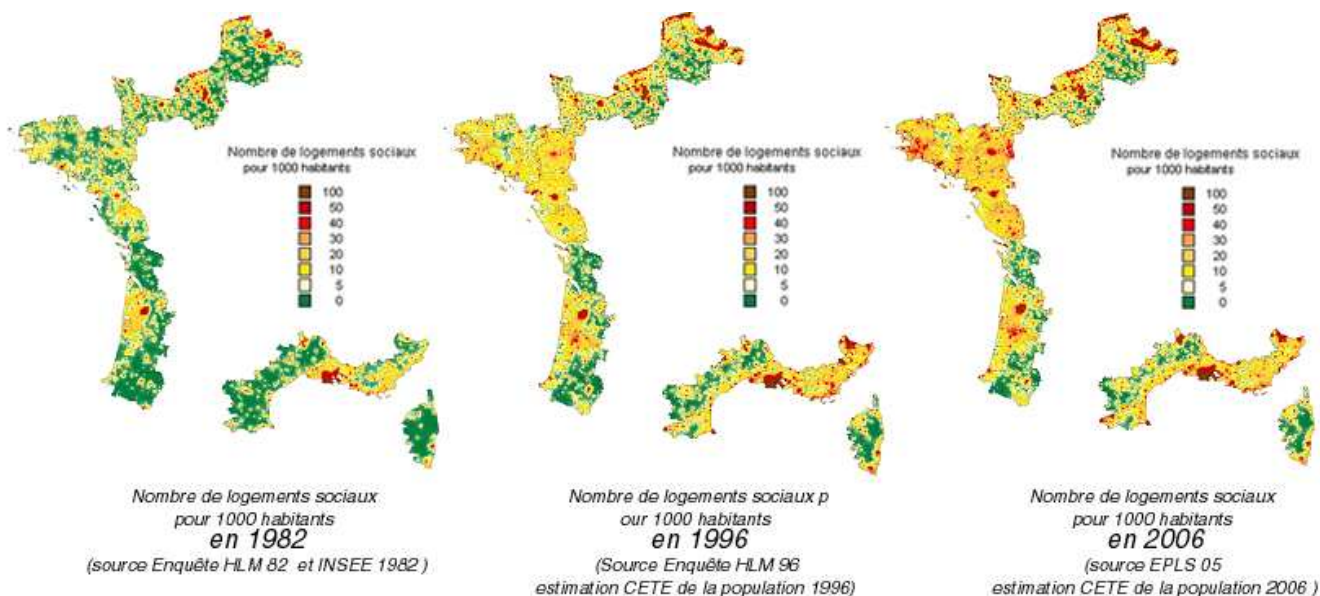 Nombre de logements sociaux
pour 1000 habitants
100
50
40
30
20
10
5
0
Nombre de logements sociaux
pour 1000 habitants
100
50
40
30
20
10
5
0
Nombre de logements sociaux
pour 1000 habitants
100
50
40
30
20
10
5
0
Nombre de logements sociaux
pour 1000 habitants
en 1982
(source Enquête HLM 82 et INSEE 1982 )
Nombre de logements sociaux p
our 1000 habitants
en 1996
(Source Enquête HLM 96
estimation CETE de la population 1996)
Nombre de logements sociaux
pour 1000 habitants
en 2006
(source EPLS 05
estimation CETE de la population 2006 )